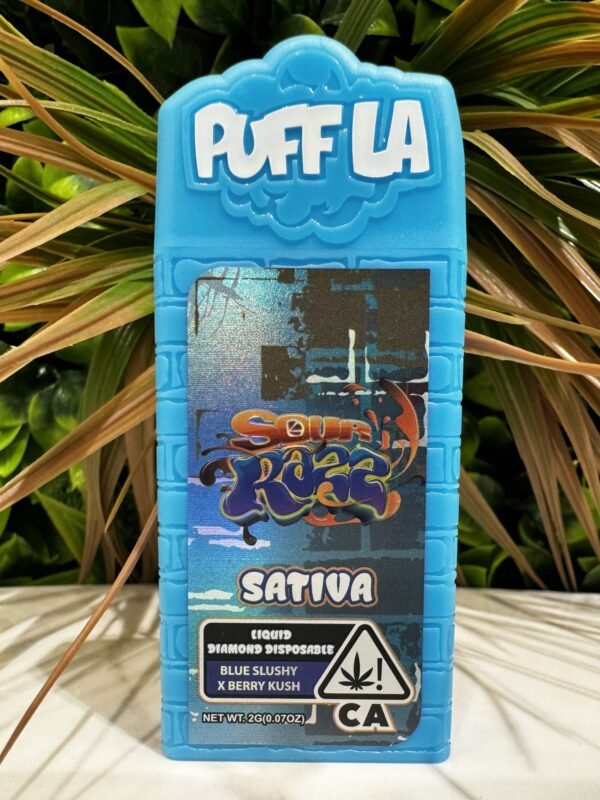 PUFF LA
SOUR
RAZZ
SATIVA
LIQUID
DIAMOND DISPOSABLE
BLUE SLUSHY
X BERRY KUSH
!
CA
NET WT. 2G(0.07OZ)